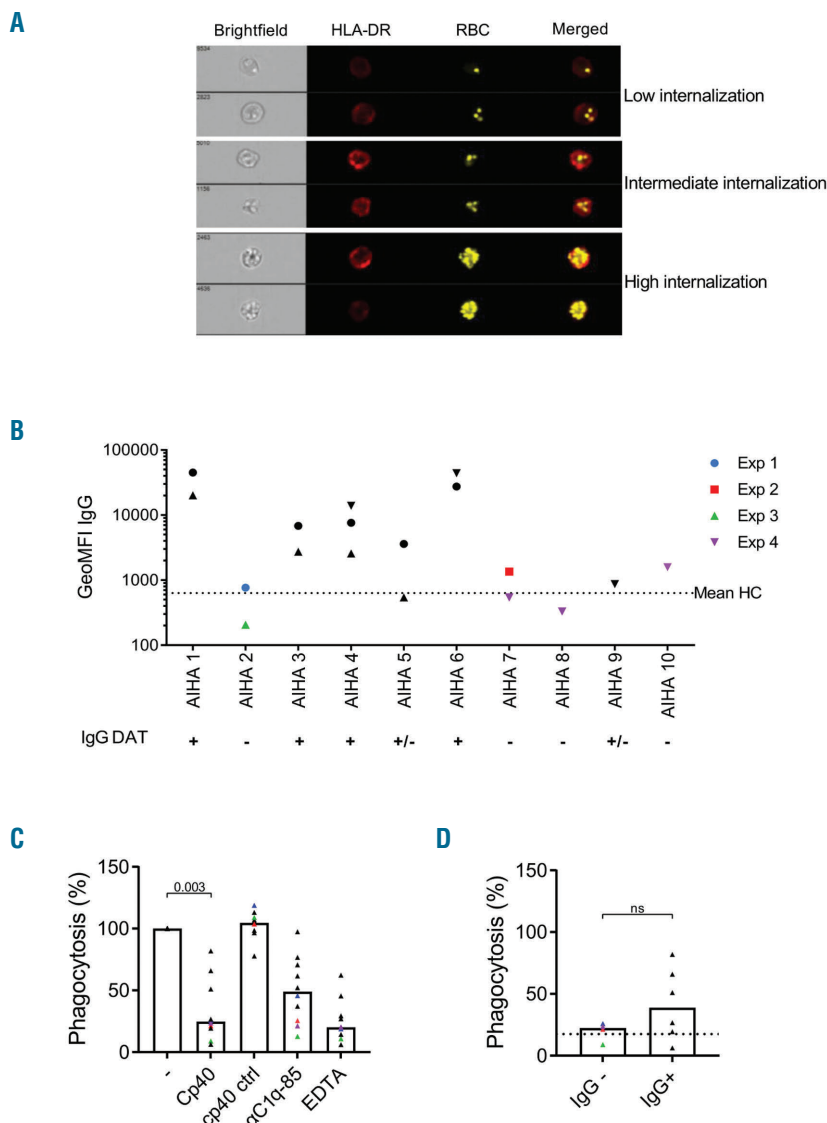 A
Brightfield HLA-DR RBC Merged
8534
2823
Low internalization
5010
1156
Intermediate internalization
2463
4638
High internalization
B
100000
10000
1000
100
GeoMFI IgG
Mean HC
Exp 1
Exp 2
Exp 3
Exp 4
AIHA 1 AIHA 2 AIHA 3 AIHA 4 AIHA 5 AIHA 6 AIHA 7 AIHA 8 AIHA 9 AIHA 10
IgG DAT + - + + +/- + - - +/- -
C
Phagocytosis (%)
150
100
50
0
0.003
- Cp40 cp40 ctrl αC1q-85 EDTA
D
Phagocytosis (%)
150
100
50
0
ns
IgG - IgG+